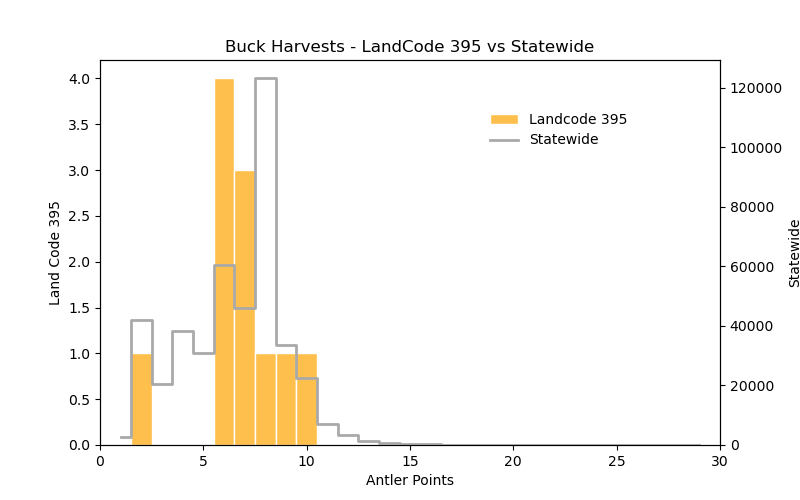 Buck Harvests - LandCode 395 vs Statewide
4.0
3.5
3.0
2.5
2.0
1.5
1.0
0.5
0.0
Land Code 395
Landcode 395
Statewide
120000
100000
80000
60000
40000
20000
0
Statewide
0 5 10 15 20 25 30
Antler Points